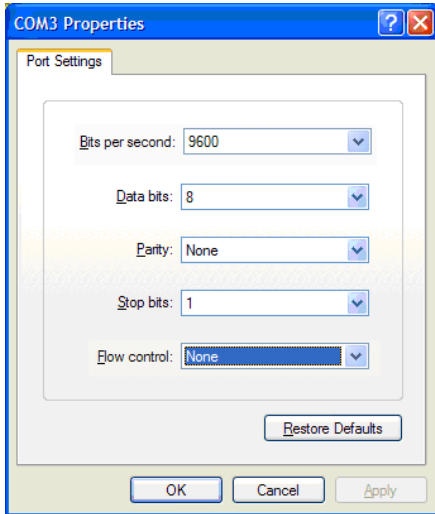 COM3 Properties
Port Settings
Bits per second: 9600
Data bits: 8
Parity: None
Stop bits: 1
Flow control: None
Restore Defaults
OK Cancel Apply